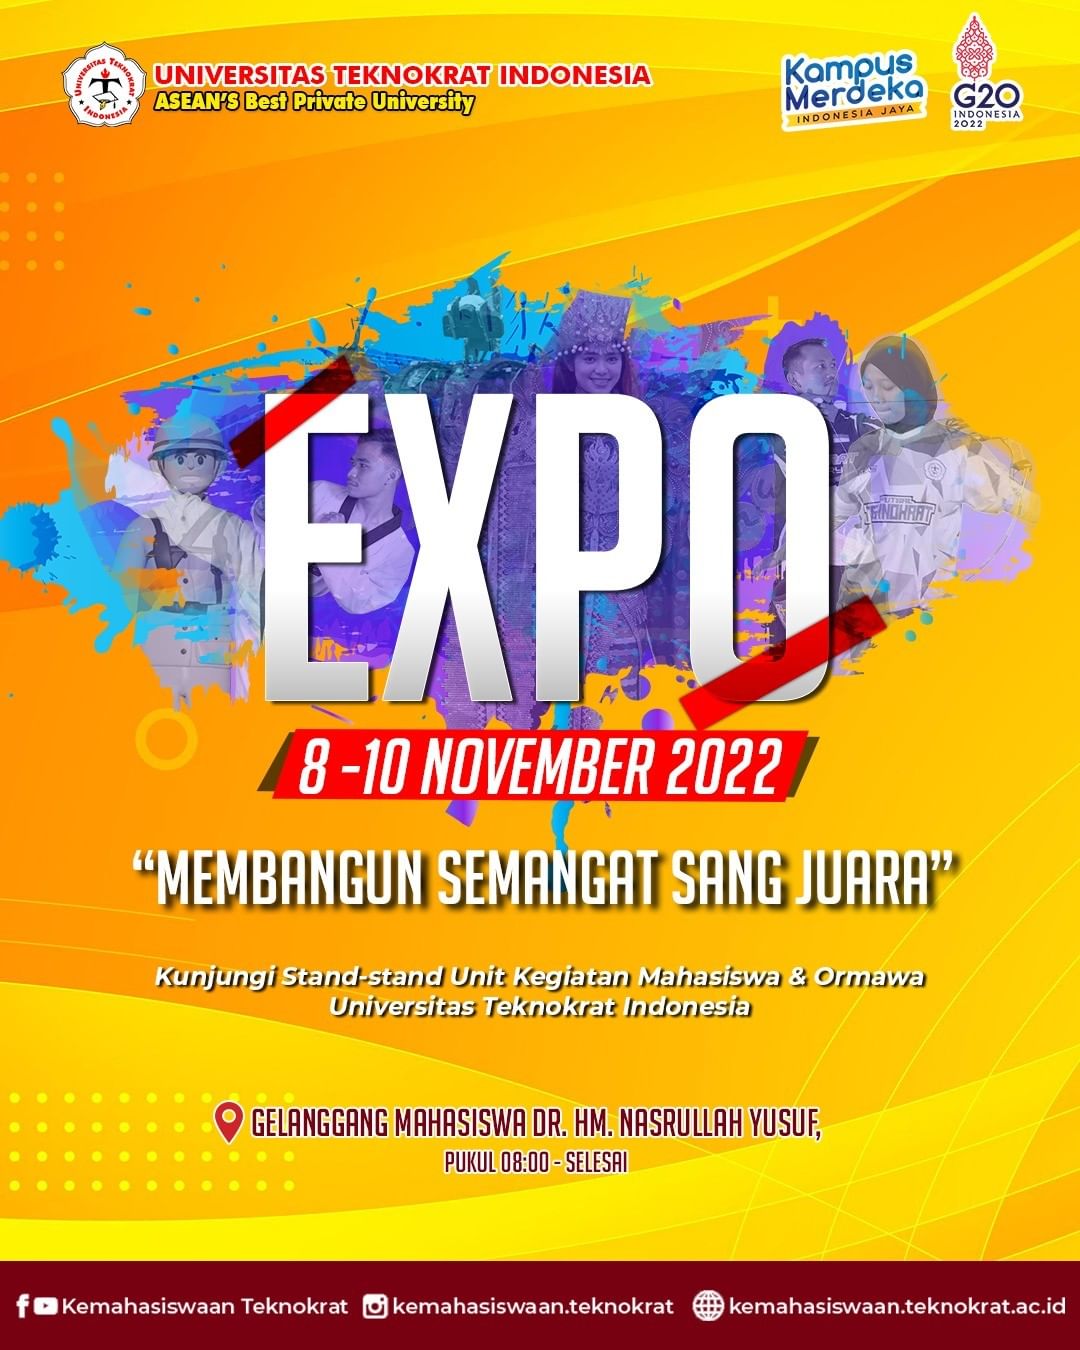 UNIVERSITAS TEKNOKRAT INDONESIA
UNIVERSITAS TEKNOKRAT INDONESIA
ASEAN'S Best Private University
Kampus
Merdeka
INDONESIA JAYA
G20
INDONESIA
2022
FUTSAL
EXPO
8 -10 NOVEMBER 2022
“MEMBANGUN SEMANGAT SANG JUARA”
Kunjungi Stand-stand Unit Kegiatan Mahasiswa & Ormawa
Universitas Teknokrat Indonesia
GELANGGANG MAHASISWA DR. HM. NASRULLAH YUSUF,
PUKUL 08:00 - SELESAI
Kemahasiswaan Teknokrat
kemahasiswaan.teknokrat
kemahasiswaan.teknokrat.ac.id